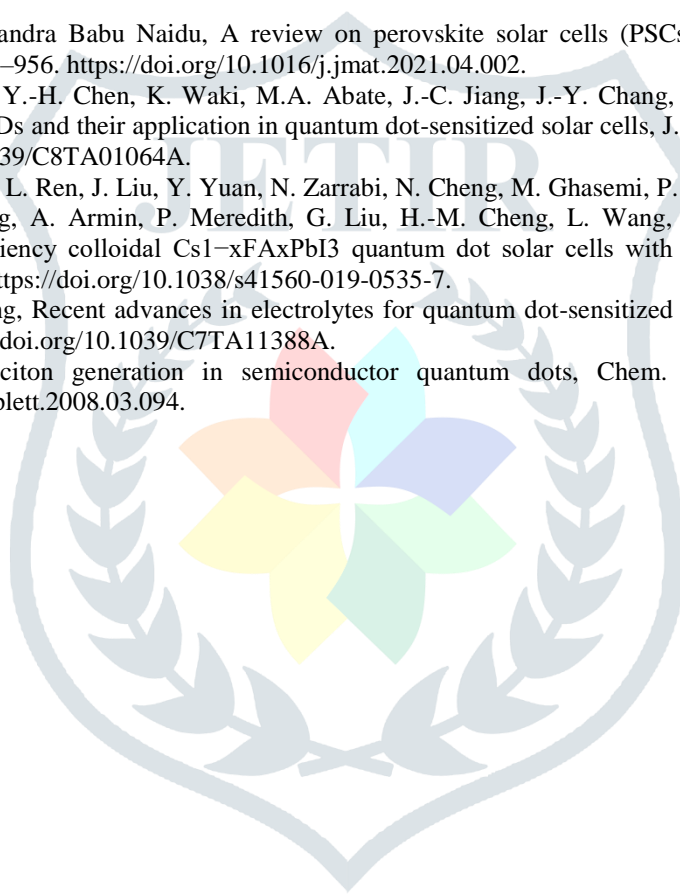 andra Babu Naidu, A review on perovskite solar cells (PSCs
–956. https://doi.org/10.1016/j.jmat.2021.04.002.
Y.-H. Chen, K. Waki, M.A. Abate, J.-C. Jiang, J.-Y. Chang,
Ds and their application in quantum dot-sensitized solar cells, J.
39/C8TA01064A.
L. Ren, J. Liu, Y. Yuan, N. Zarrabi, N. Cheng, M. Ghasemi, P.
g, A. Armin, P. Meredith, G. Liu, H.-M. Cheng, L. Wang,
iency colloidal Cs1−xFAxPbI3 quantum dot solar cells with
ttps://doi.org/10.1038/s41560-019-0535-7.
ng, Recent advances in electrolytes for quantum dot-sensitized
doi.org/10.1039/C7TA11388A.
citon generation in semiconductor quantum dots, Chem.
plett.2008.03.094.
JETIR